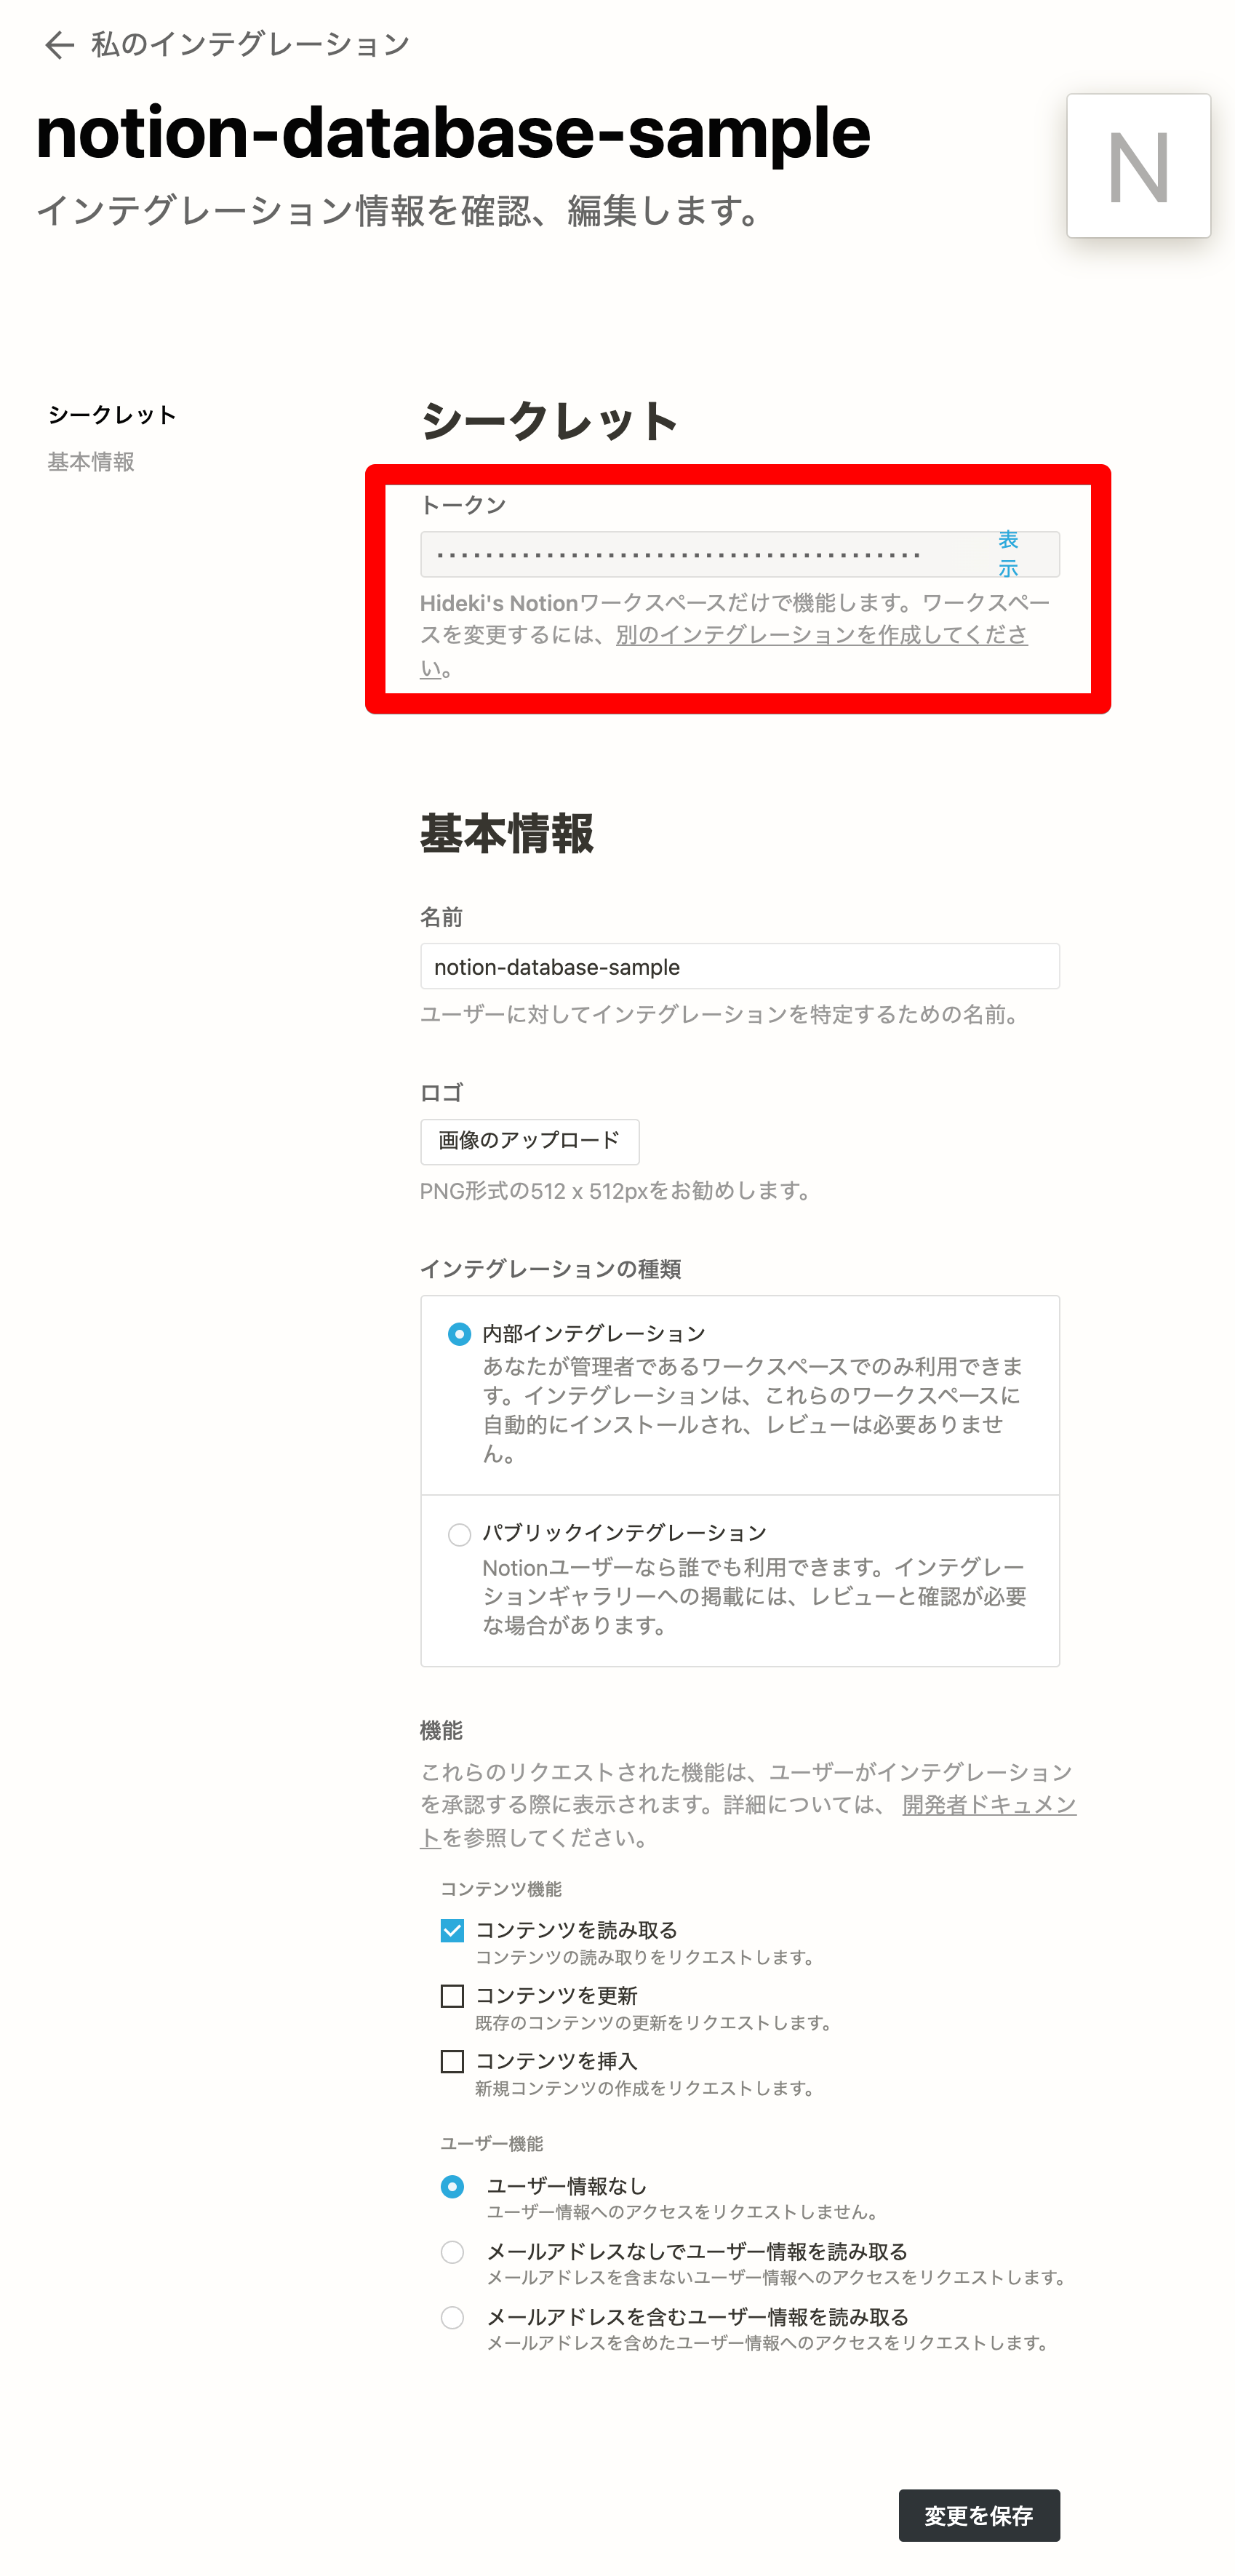 ← 私のインテグレーション
notion-database-sample
N
インテグレーション情報を確認、編集します。
シークレット
基本情報
シークレット
トークン
········································
表
示
Hideki's Notionワークスペースだけで機能します。ワークスペー
スを変更するには、別のインテグレーションを作成してくださ
い。
基本情報
名前
notion-database-sample
ユーザーに対してインテグレーションを特定するための名前。
ロゴ
画像のアップロード
PNG形式の512 x 512pxをお勧めします。
インテグレーションの種類
内部インテグレーション
あなたが管理者であるワークスペースでのみ利用できま
す。インテグレーションは、これらのワークスペースに
自動的にインストールされ、レビューは必要ありませ
ん。
パブリックインテグレーション
Notionユーザーなら誰でも利用できます。インテグレー
ションギャラリーへの掲載には、レビューと確認が必要
な場合があります。
機能
これらのリクエストされた機能は、ユーザーがインテグレーション
を承認する際に表示されます。詳細については、 開発者ドキュメン
トを参照してください。
コンテンツ機能
コンテンツを読み取る
コンテンツの読み取りをリクエストします。
コンテンツを更新
既存のコンテンツの更新をリクエストします。
コンテンツを挿入
新規コンテンツの作成をリクエストします。
ユーザー機能
ユーザー情報なし
ユーザー情報へのアクセスをリクエストしません。
メールアドレスなしでユーザー情報を読み取る
メールアドレスを含まないユーザー情報へのアクセスをリクエストします。
メールアドレスを含むユーザー情報を読み取る
メールアドレスを含めたユーザー情報へのアクセスをリクエストします。
変更を保存